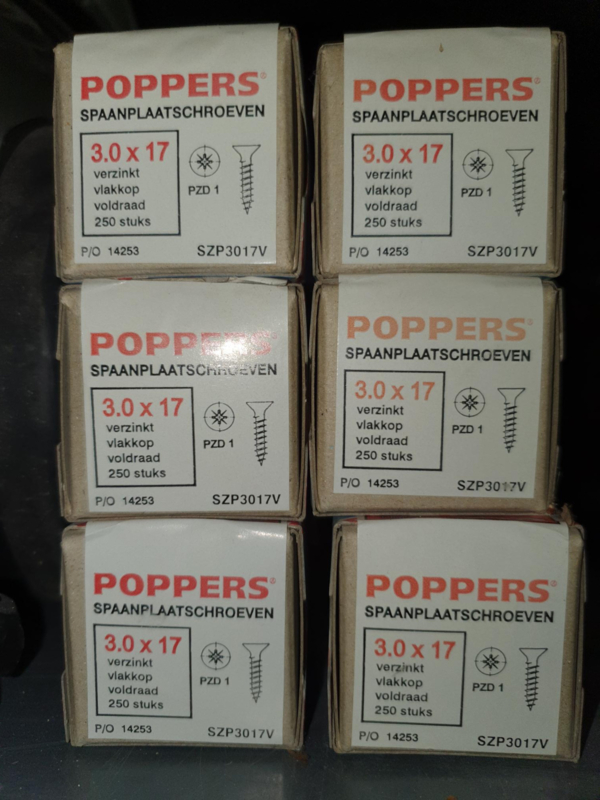 POPPERS®
SPAANPLAATSCHROEVEN
3.0 x 17
verzinkt
vlakkop
voldraad
250 stuks
PZD 1
P/O 14253 SZP3017V
POPPERS®
SPAANPLAATSCHROEVEN
3.0 x 17
verzinkt
vlakkop
voldraad
250 stuks
PZD 1
P/O 14253 SZP3017V
POPPERS
SPAANPLAATSCHROEVEN
3.0 x 17
verzinkt
vlakkop
voldraad
250 stuks
PZD 1
P/O 14253 SZP3017V
POPPERS®
SPAANPLAATSCHROEVEN
3.0 x 17
verzinkt
vlakkop
voldraad
250 stuks
PZD 1
P/O 14253 SZP3017V
POPPERS®
SPAANPLAATSCHROEVEN
3.0 x 17
verzinkt
vlakkop
voldraad
250 stuks
PZD 1
P/O 14253 SZP3017V
POPPERS®
SPAANPLAATSCHROEVEN
3.0 x 17
verzinkt
vlakkop
voldraad
250 stuks
PZD 1
P/O 14253 SZP3017V